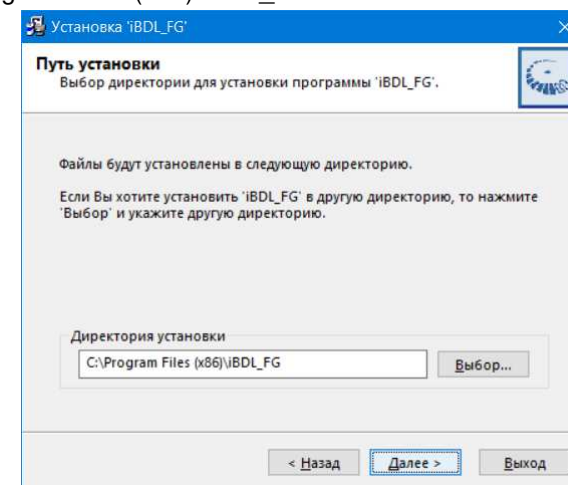 Установка 'iBDL_FG'
Путь установки
Выбор директории для установки программы 'iBDL_FG'.
Файлы будут установлены в следующую директорию.
Если Вы хотите установить 'iBDL_FG' в другую директорию, то нажмите
'Выбор' и укажите другую директорию.
Директория установки
C:\Program Files (x86)\iBDL_FG
Выбор...
< Назад
Далее >
Выход